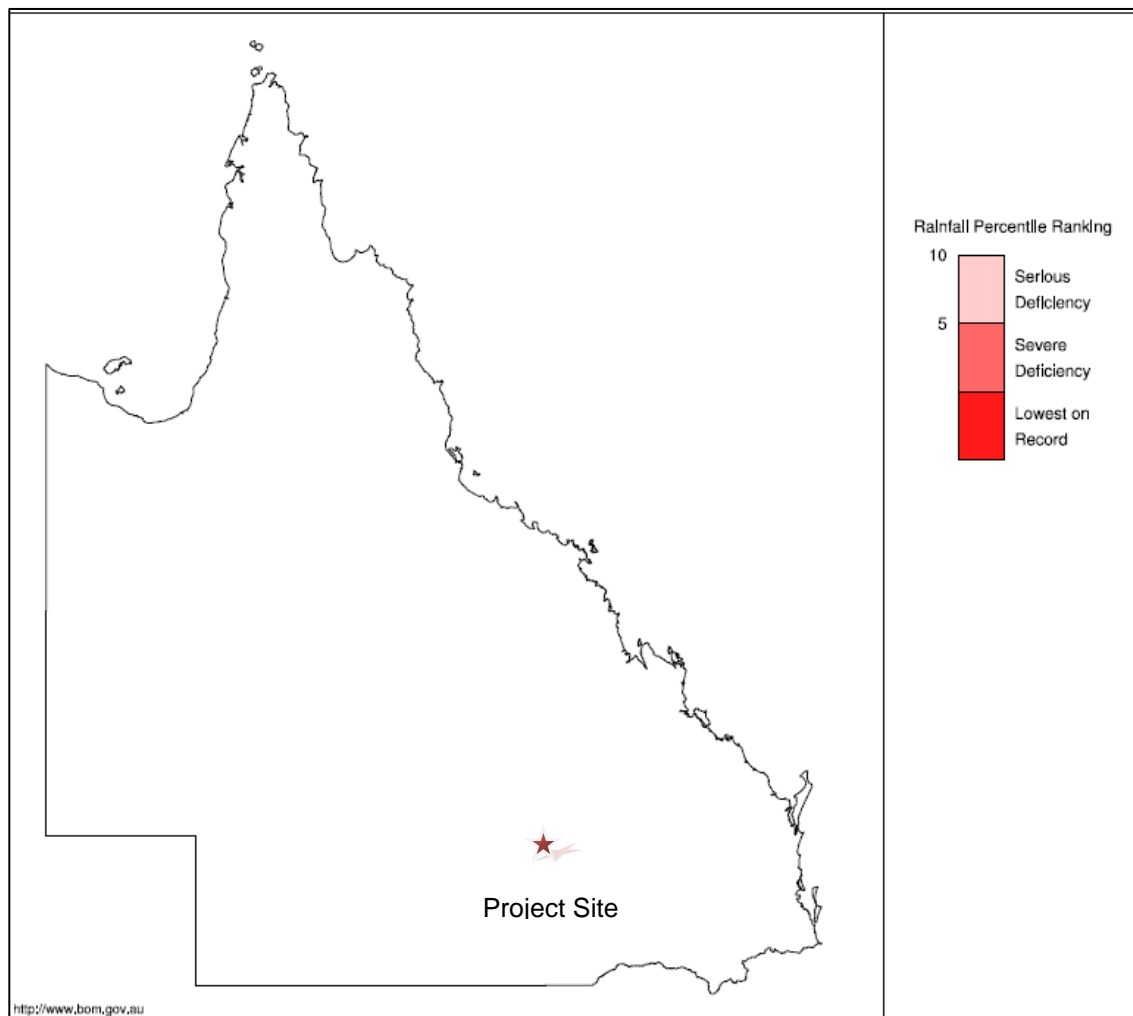 Rainfall Percentile Ranking
10
Serious
Deficiency
5
Severe
Deficiency
Lowest on
Record
Project Site
http://www.bom.gov.au